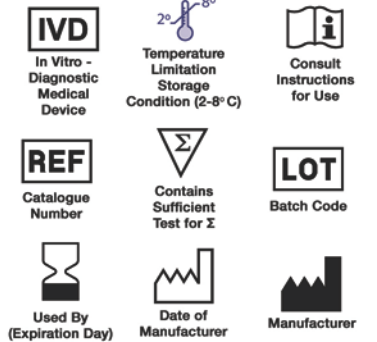 IVD
In Vitro -
Diagnostic
Medical
Device
2° 8°
Temperature
Limitation
Storage
Condition (2-8° C)
i
Consult
Instructions
for Use
REF
Catalogue
Number
Σ
Contains
Sufficient
Test for Σ
LOT
Batch Code
Used By
(Expiration Day)
Date of
Manufacturer
Manufacturer